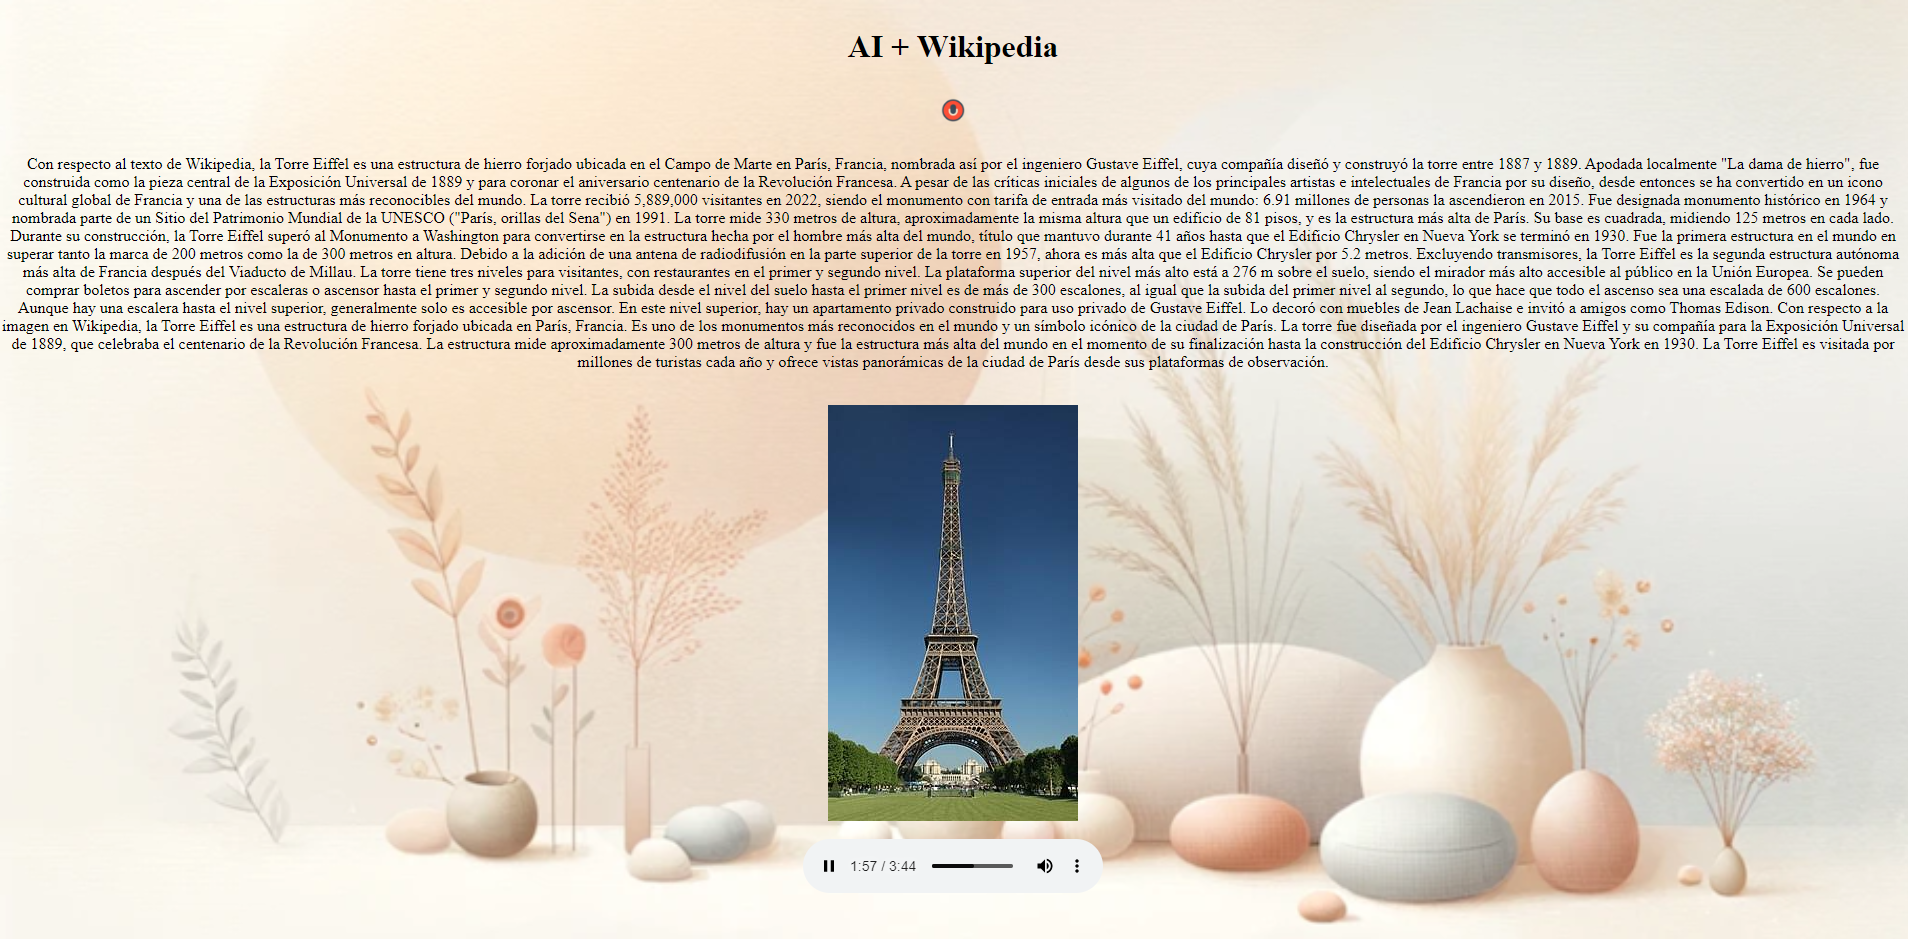 AI + Wikipedia
Con respecto al texto de Wikipedia, la Torre Eiffel es una estructura de hierro forjado ubicada en el Campo de Marte en París, Francia, nombrada así por el ingeniero Gustave Eiffel, cuya compañía diseñó y construyó la torre entre 1887 y 1889. Apodada localmente "La dama de hierro", fue
construida como la pieza central de la Exposición Universal de 1889 y para coronar el aniversario centenario de la Revolución Francesa. A pesar de las críticas iniciales de algunos de los principales artistas e intelectuales de Francia por su diseño, desde entonces se ha convertido en un icono
cultural global de Francia y una de las estructuras más reconocibles del mundo. La torre recibió 5,889,000 visitantes en 2022, siendo el monumento con tarifa de entrada más visitado del mundo: 6.91 millones de personas la ascendieron en 2015. Fue designada monumento histórico en 1964 y
nombrada parte de un Sitio del Patrimonio Mundial de la UNESCO ("París, orillas del Sena") en 1991. La torre mide 330 metros de altura, aproximadamente la misma altura que un edificio de 81 pisos, y es la estructura más alta de París. Su base es cuadrada, midiendo 125 metros en cada lado.
Durante su construcción, la Torre Eiffel superó al Monumento a Washington para convertirse en la estructura hecha por el hombre más alta del mundo, título que mantuvo durante 41 años hasta que el Edificio Chrysler en Nueva York se terminó en 1930. Fue la primera estructura en el mundo en
superar tanto la marca de 200 metros como la de 300 metros en altura. Debido a la adición de una antena de radiodifusión en la parte superior de la torre en 1957, ahora es más alta que el Edificio Chrysler por 5.2 metros. Excluyendo transmisores, la Torre Eiffel es la segunda estructura autónoma
más alta de Francia después del Viaducto de Millau. La torre tiene tres niveles para visitantes, con restaurantes en el primer y segundo nivel. La plataforma superior del nivel más alto está a 276 m sobre el suelo, siendo el mirador más alto accesible al público en la Unión Europea. Se pueden
comprar boletos para ascender por escaleras o ascensor hasta el primer y segundo nivel. La subida desde el nivel del suelo hasta el primer nivel es de más de 300 escalones, al igual que la subida del primer nivel al segundo, lo que hace que todo el ascenso sea una escalada de 600 escalones.
Aunque hay una escalera hasta el nivel superior, generalmente solo es accesible por ascensor. En este nivel superior, hay un apartamento privado construido para uso privado de Gustave Eiffel. Lo decoró con muebles de Jean Lachaise e invitó a amigos como Thomas Edison. Con respecto a la
imagen en Wikipedia, la Torre Eiffel es una estructura de hierro forjado ubicada en París, Francia. Es uno de los monumentos más reconocidos en el mundo y un símbolo icónico de la ciudad de París. La torre fue diseñada por el ingeniero Gustave Eiffel y su compañía para la Exposición Universal
de 1889, que celebraba el centenario de la Revolución Francesa. La estructura mide aproximadamente 300 metros de altura y fue la estructura más alta del mundo en el momento de su finalización hasta la construcción del Edificio Chrysler en Nueva York en 1930. La Torre Eiffel es visitada por
millones de turistas cada año y ofrece vistas panorámicas de la ciudad de París desde sus plataformas de observación.
1:57 / 3:44